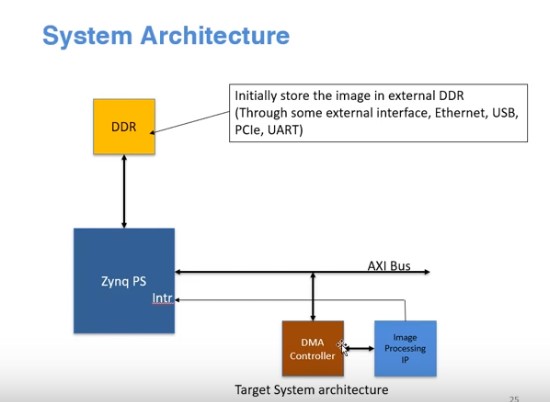 System Architecture
Initially store the image in external DDR
(Through some external interface, Ethernet, USB,
PCIe, UART)
DDR
Zynq PS
Intr
AXI Bus
DMA
Controller
Image
Processing
IP
Target System architecture
25